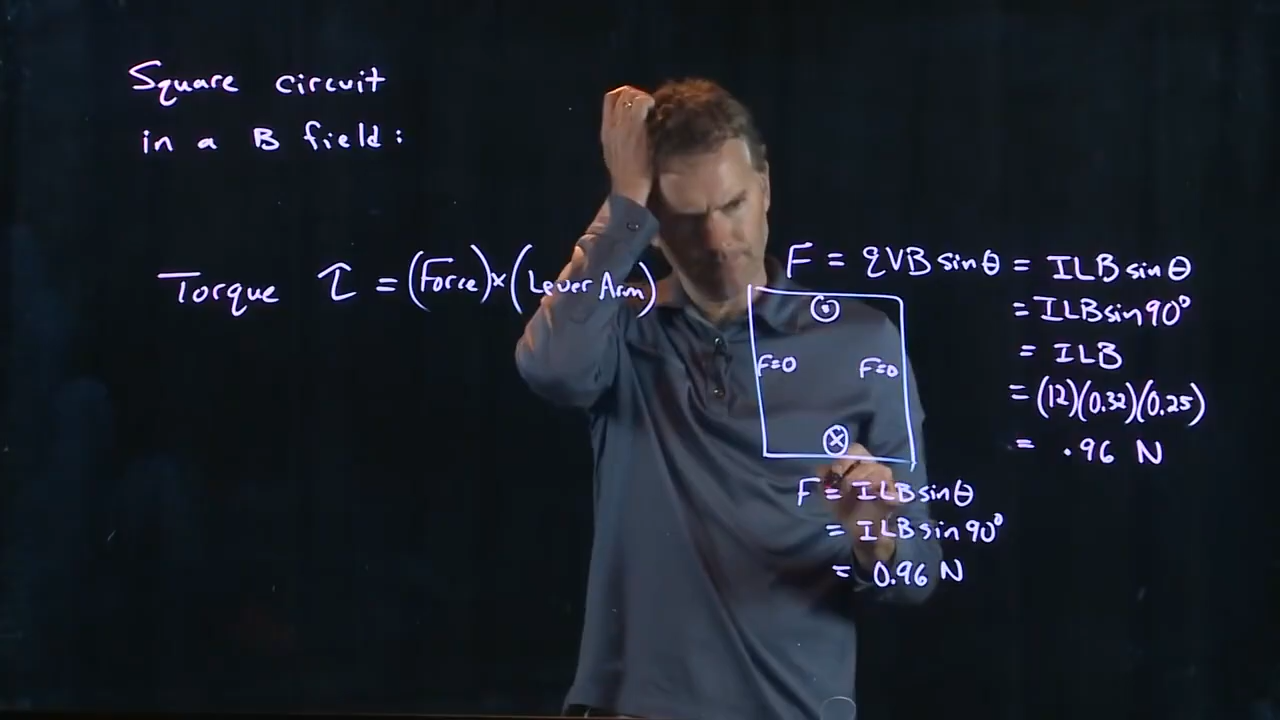 Square circuit
in a B field:
Torque τ = (Force)×(Lever Arm)
F = qVB sin θ = ILB sin θ
= ILB sin 90°
= ILB
= (12)(0.32)(0.25)
= .96 N
F=0 F=0
F = ILB sin θ
= ILB sin 90°
= 0.96 N